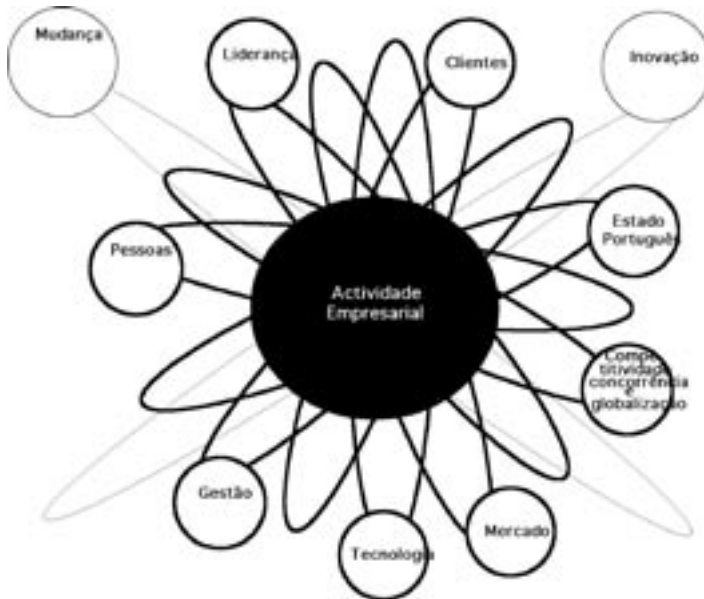 Mudança
Liderança
Clientes
Inovação
Pessoas
Estado
Português
Actividade
Empresarial
Compe
titividade
concorrência
e
globalização
Gestão
Tecnologia
Mercado